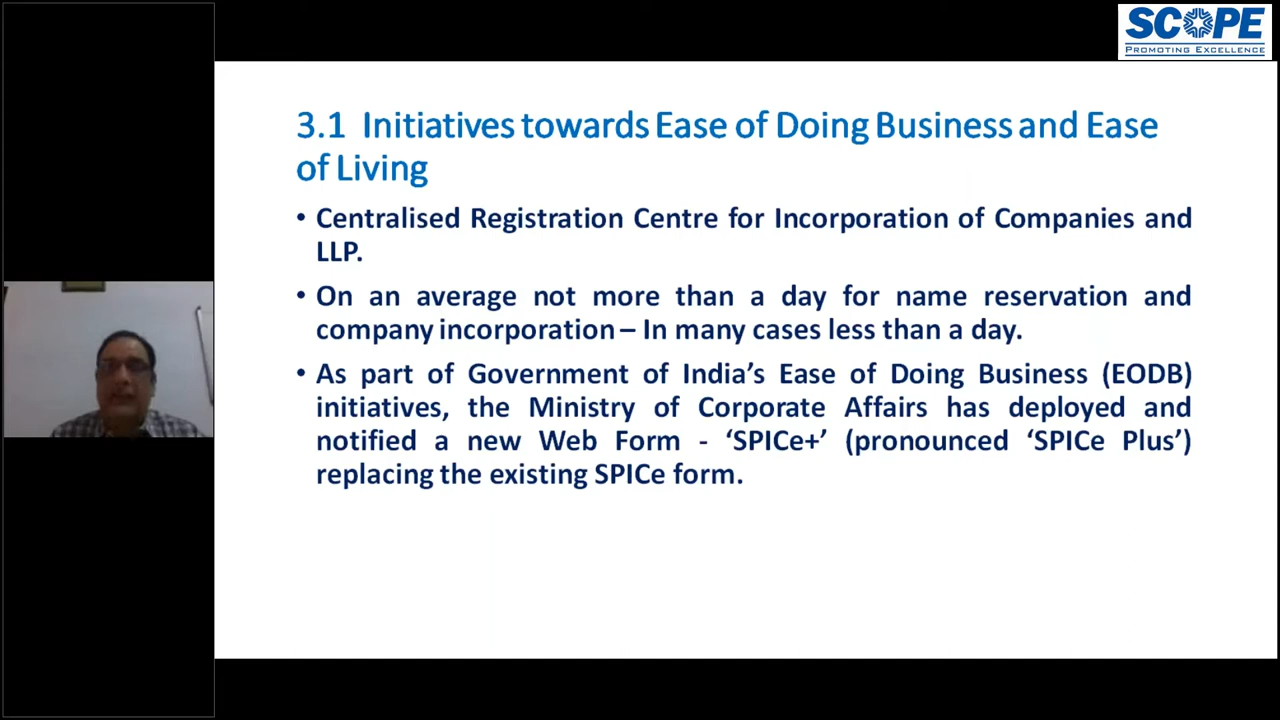 SCOPE
PROMOTING EXCELLENCE
3.1 Initiatives towards Ease of Doing Business and Ease
of Living
• Centralised Registration Centre for Incorporation of Companies and
LLP.
• On an average not more than a day for name reservation and
company incorporation – In many cases less than a day.
• As part of Government of India’s Ease of Doing Business (EODB)
initiatives, the Ministry of Corporate Affairs has deployed and
notified a new Web Form - ‘SPICe+’ (pronounced ‘SPICe Plus’)
replacing the existing SPICe form.